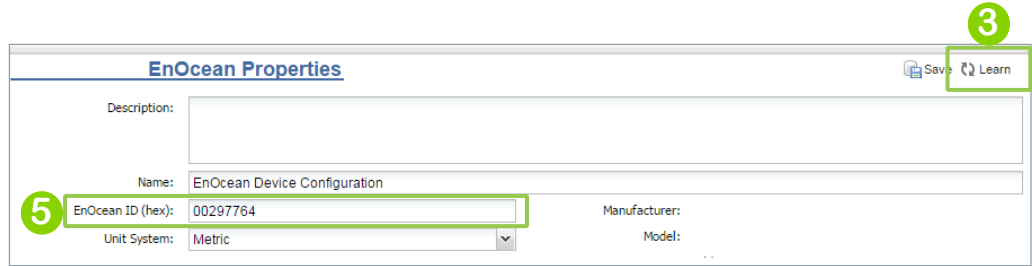 3
EnOcean Properties
Save Learn
Description:
Name: EnOcean Device Configuration
5 EnOcean ID (hex): 00297764 Manufacturer:
Unit System: Metric Model: